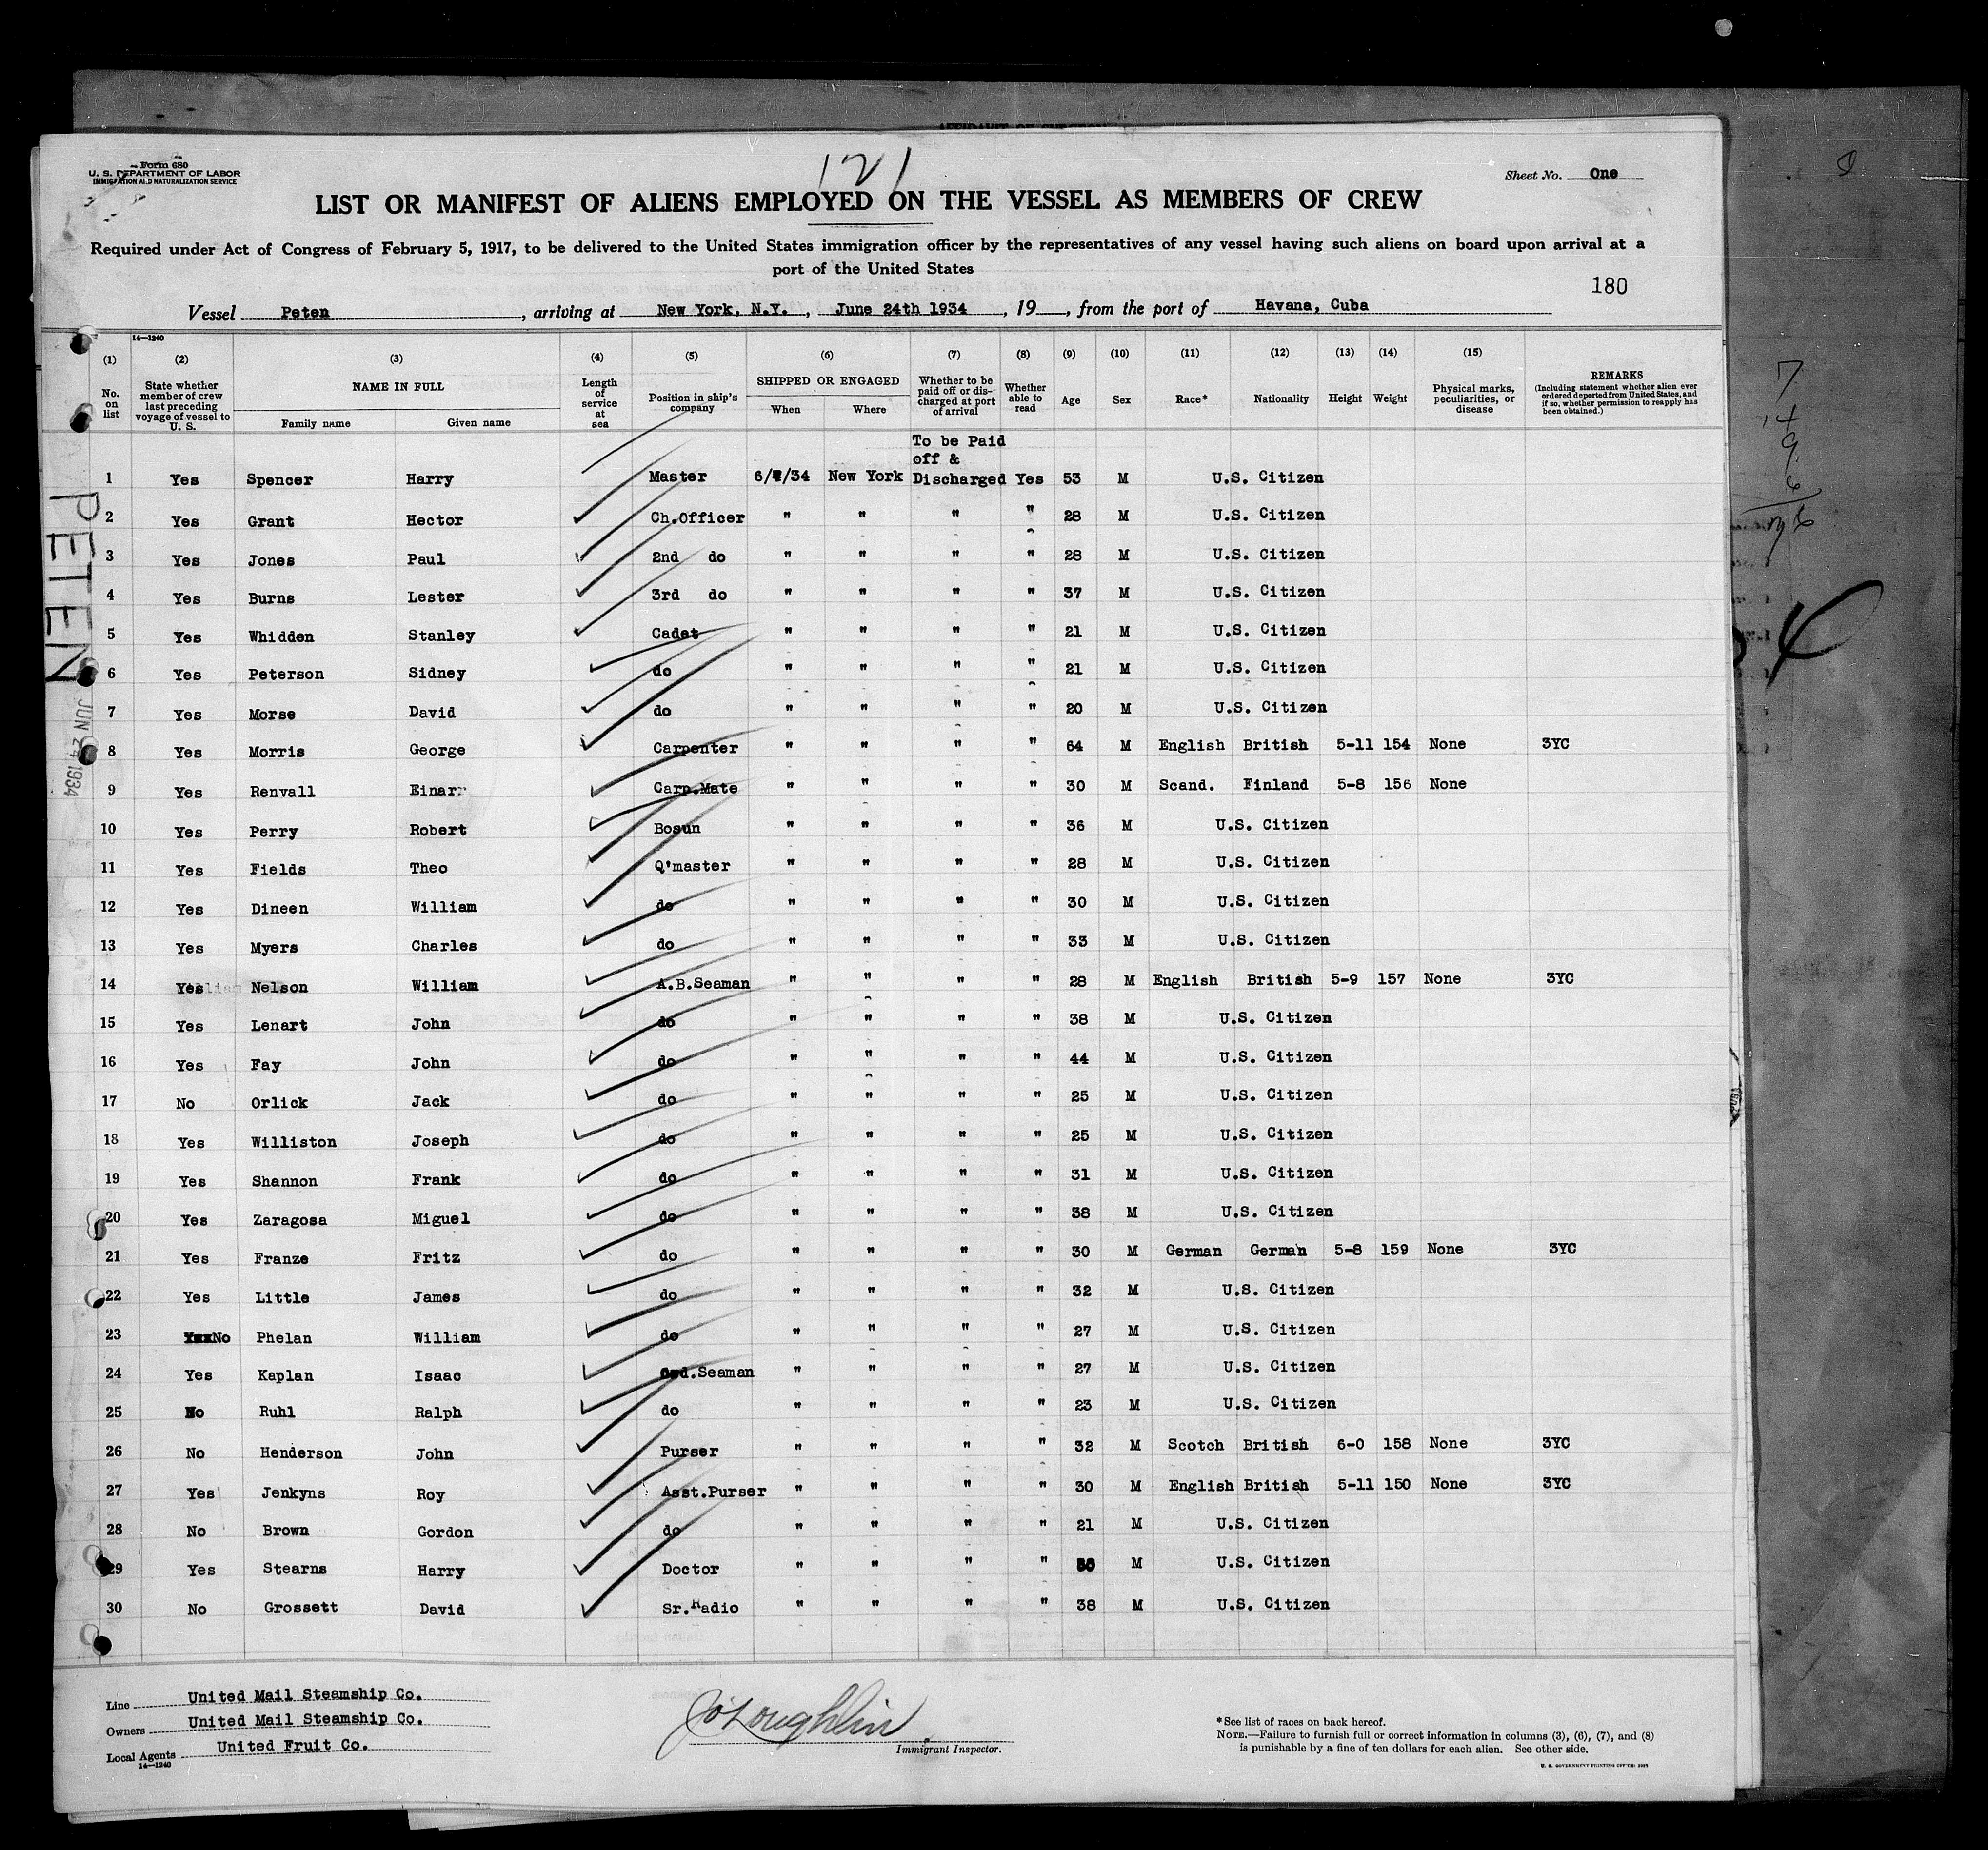 Form 680
U. S. DEPARTMENT OF LABOR
IMMIGRATION AND NATURALIZATION SERVICE
121
Sheet No. One
LIST OR MANIFEST OF ALIENS EMPLOYED ON THE VESSEL AS MEMBERS OF CREW
Required under Act of Congress of February 5, 1917, to be delivered to the United States immigration officer by the representatives of any vessel having such aliens on board upon arrival at a
port of the United States
180
Vessel Peten, arriving at New York, N.Y., June 24th 1934, 19, from the port of Havana, Cuba
14—1240
(1) (2) (3) (4) (5) (6) (7) (8) (9) (10) (11) (12) (13) (14) (15)
No. on list
State whether member of crew last preceding voyage of vessel to U. S.
NAME IN FULL
Family name Given name
Length of service at sea
Position in ship's company
SHIPPED OR ENGAGED
When Where
Whether to be paid off or discharged at port of arrival
Whether able to read
Age Sex Race* Nationality Height Weight
Physical marks, peculiarities, or disease
REMARKS
(Including statement whether alien ever ordered deported from United States, and if so, whether permission to reapply has been obtained.)
To be Paid
off &
1 Yes Spencer Harry Master 6/ /34 New York Discharged Yes 53 M U.S. Citizen
2 Yes Grant Hector Ch.Officer " " " " 28 M U.S. Citizen
3 Yes Jones Paul 2nd do " " " " 28 M U.S. Citizen
4 Yes Burns Lester 3rd do " " " " 37 M U.S. Citizen
5 Yes Whidden Stanley Cadet " " " " 21 M U.S. Citizen
6 Yes Peterson Sidney do " " " " 21 M U.S. Citizen
7 Yes Morse David do " " " " 20 M U.S. Citizen
8 Yes Morris George Carpenter " " " " 64 M English British 5-11 154 None 3YC
9 Yes Renvall Einar Carp.Mate " " " " 30 M Scand. Finland 5-8 156 None
10 Yes Perry Robert Bosun " " " " 36 M U.S. Citizen
11 Yes Fields Theo Q'master " " " " 28 M U.S. Citizen
12 Yes Dineen William do " " " " 30 M U.S. Citizen
13 Yes Myers Charles do " " " " 33 M U.S. Citizen
14 Yes Nelson William A.B.Seaman " " " " 28 M English British 5-9 157 None 3YC
15 Yes Lenart John do " " " " 38 M U.S. Citizen
16 Yes Fay John do " " " " 44 M U.S. Citizen
17 No Orlick Jack do " " " " 25 M U.S. Citizen
18 Yes Williston Joseph do " " " " 25 M U.S. Citizen
19 Yes Shannon Frank do " " " " 31 M U.S. Citizen
20 Yes Zaragosa Miguel do " " " " 38 M U.S. Citizen
21 Yes Franze Fritz do " " " " 30 M German German 5-8 159 None 3YC
22 Yes Little James do " " " " 32 M U.S. Citizen
23 No Phelan William do " " " " 27 M U.S. Citizen
24 Yes Kaplan Isaac Ord.Seaman " " " " 27 M U.S. Citizen
25 No Ruhl Ralph do " " " " 23 M U.S. Citizen
26 No Henderson John Purser " " " " 32 M Scotch British 6-0 158 None 3YC
27 Yes Jenkyns Roy Asst.Purser " " " " 30 M English British 5-11 150 None 3YC
28 No Brown Gordon do " " " " 21 M U.S. Citizen
29 Yes Stearns Harry Doctor " " " " M U.S. Citizen
30 No Grossett David Sr.Radio " " " " 38 M U.S. Citizen
PETEN
JUN 24 1934
Line United Mail Steamship Co.
Owners United Mail Steamship Co.
Local Agents United Fruit Co.
14—1240
J O'Loughlin
Immigrant Inspector.
*See list of races on back hereof.
NOTE.—Failure to furnish full or correct information in columns (3), (6), (7), and (8)
is punishable by a fine of ten dollars for each alien. See other side.